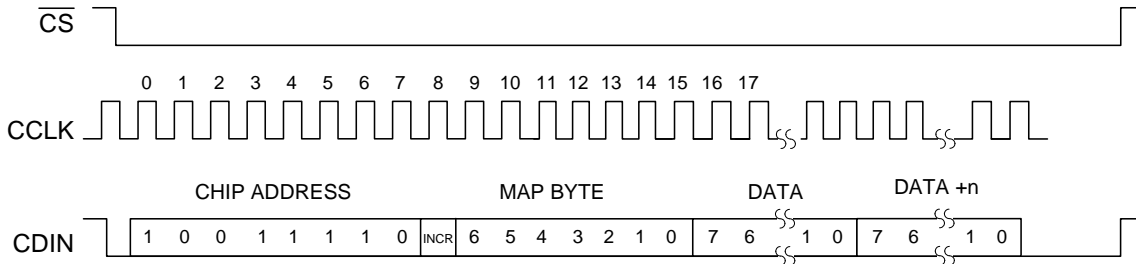 CS
0 1 2 3 4 5 6 7 8 9 10 11 12 13 14 15 16 17
CCLK
CHIP ADDRESS MAP BYTE DATA DATA +n
CDIN 1 0 0 1 1 1 1 0 INCR 6 5 4 3 2 1 0 7 6 1 0 7 6 1 0